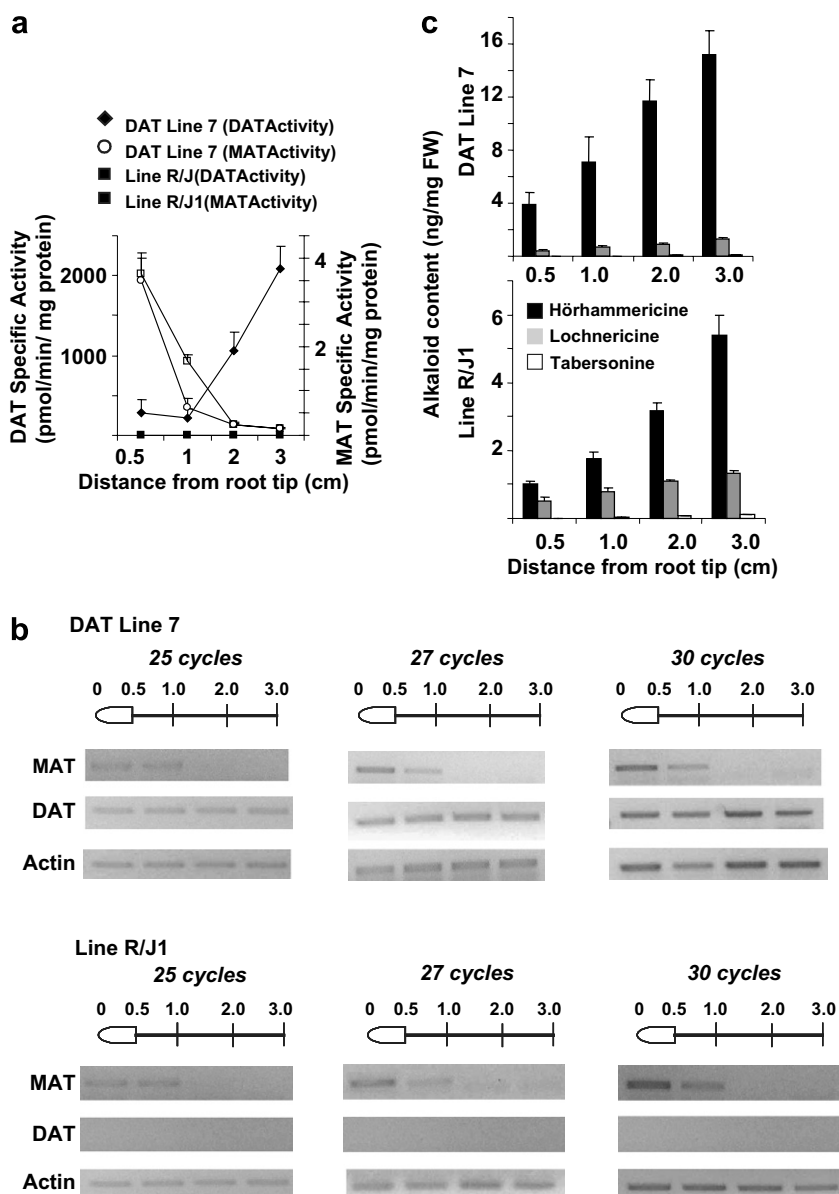 a
DAT Line 7 (DATActivity)
DAT Line 7 (MATActivity)
Line R/J(DATActivity)
Line R/J1(MATActivity)
DAT Specific Activity
(pmol/min/ mg protein)
2000
1000
4
2
0
MAT Specific Activity
(pmol/min/mg protein)
0.5 1 2 3
Distance from root tip (cm)
c
Alkaloid content (ng/mg FW)
DAT Line 7
16
12
8
4
0.5 1.0 2.0 3.0
Line R/J1
6
4
2
Hörhammericine
Lochnericine
Tabersonine
0.5 1.0 2.0 3.0
Distance from root tip (cm)
b
DAT Line 7
25 cycles 27 cycles 30 cycles
0 0.5 1.0 2.0 3.0 0 0.5 1.0 2.0 3.0 0 0.5 1.0 2.0 3.0
MAT
DAT
Actin
Line R/J1
25 cycles 27 cycles 30 cycles
0 0.5 1.0 2.0 3.0 0 0.5 1.0 2.0 3.0 0 0.5 1.0 2.0 3.0
MAT
DAT
Actin